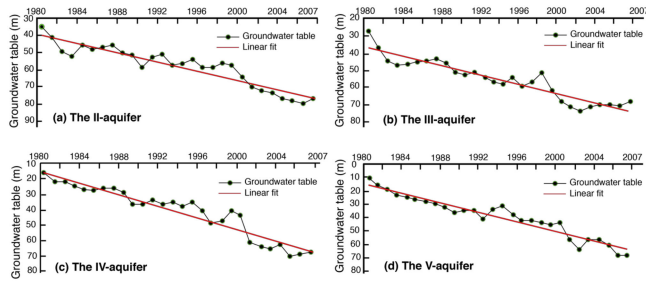 1980 1984 1988 1992 1996 2000 2004 2007
30
40
50
60
70
80
90
Groundwater table (m)
Groundwater table
Linear fit
(a) The II-aquifer
1980 1984 1988 1992 1996 2000 2004 2007
20
30
40
50
60
70
80
Groundwater table (m)
Groundwater table
Linear fit
(b) The III-aquifer
1980 1984 1988 1992 1996 2000 2004 2007
10
20
30
40
50
60
70
80
Groundwater table (m)
Groundwater table
Linear fit
(c) The IV-aquifer
1980 1984 1988 1992 1996 2000 2004 2007
0
10
20
30
40
50
60
70
80
Groundwater table (m)
Groundwater table
Linear fit
(d) The V-aquifer